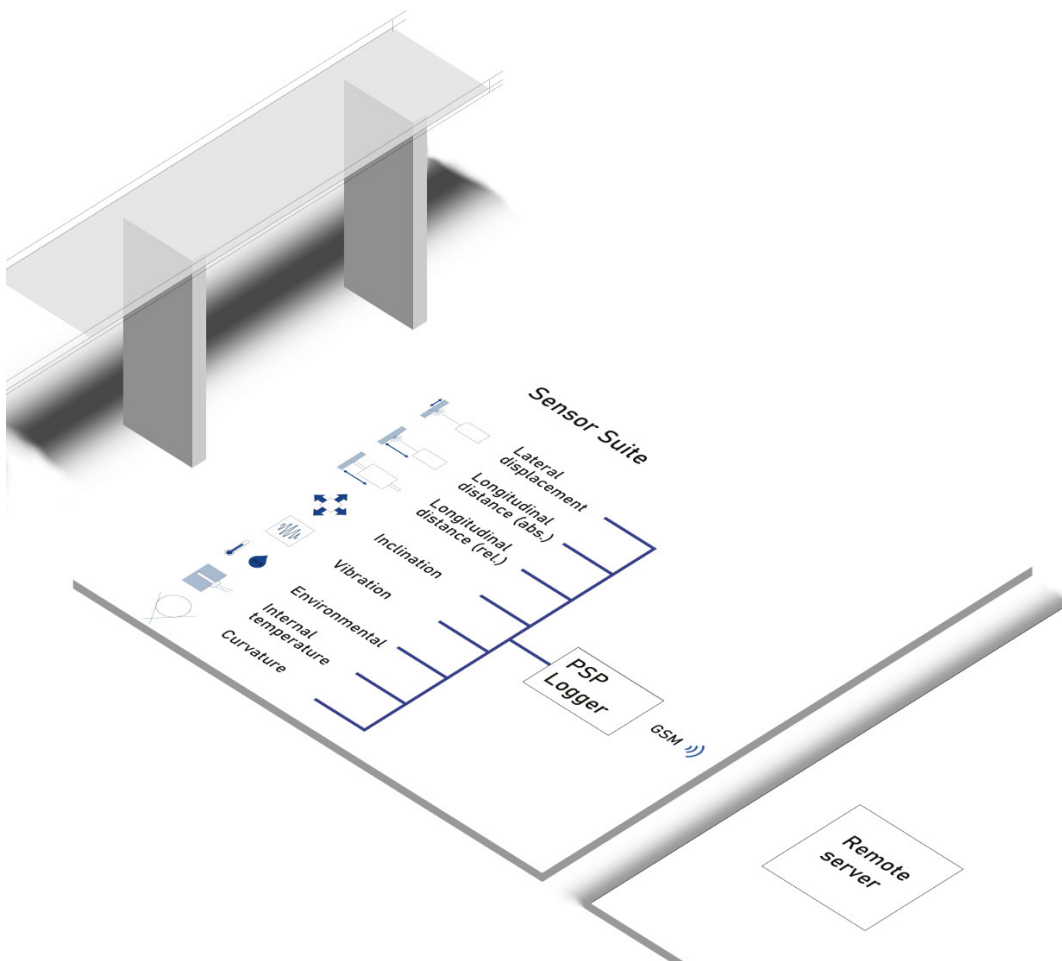 Sensor Suite
Lateral
displacement
Longitudinal
distance (abs.)
Longitudinal
distance (rel.)
Inclination
Vibration
Environmental
Internal
temperature
Curvature
PSP
Logger
GSM
Remote
server